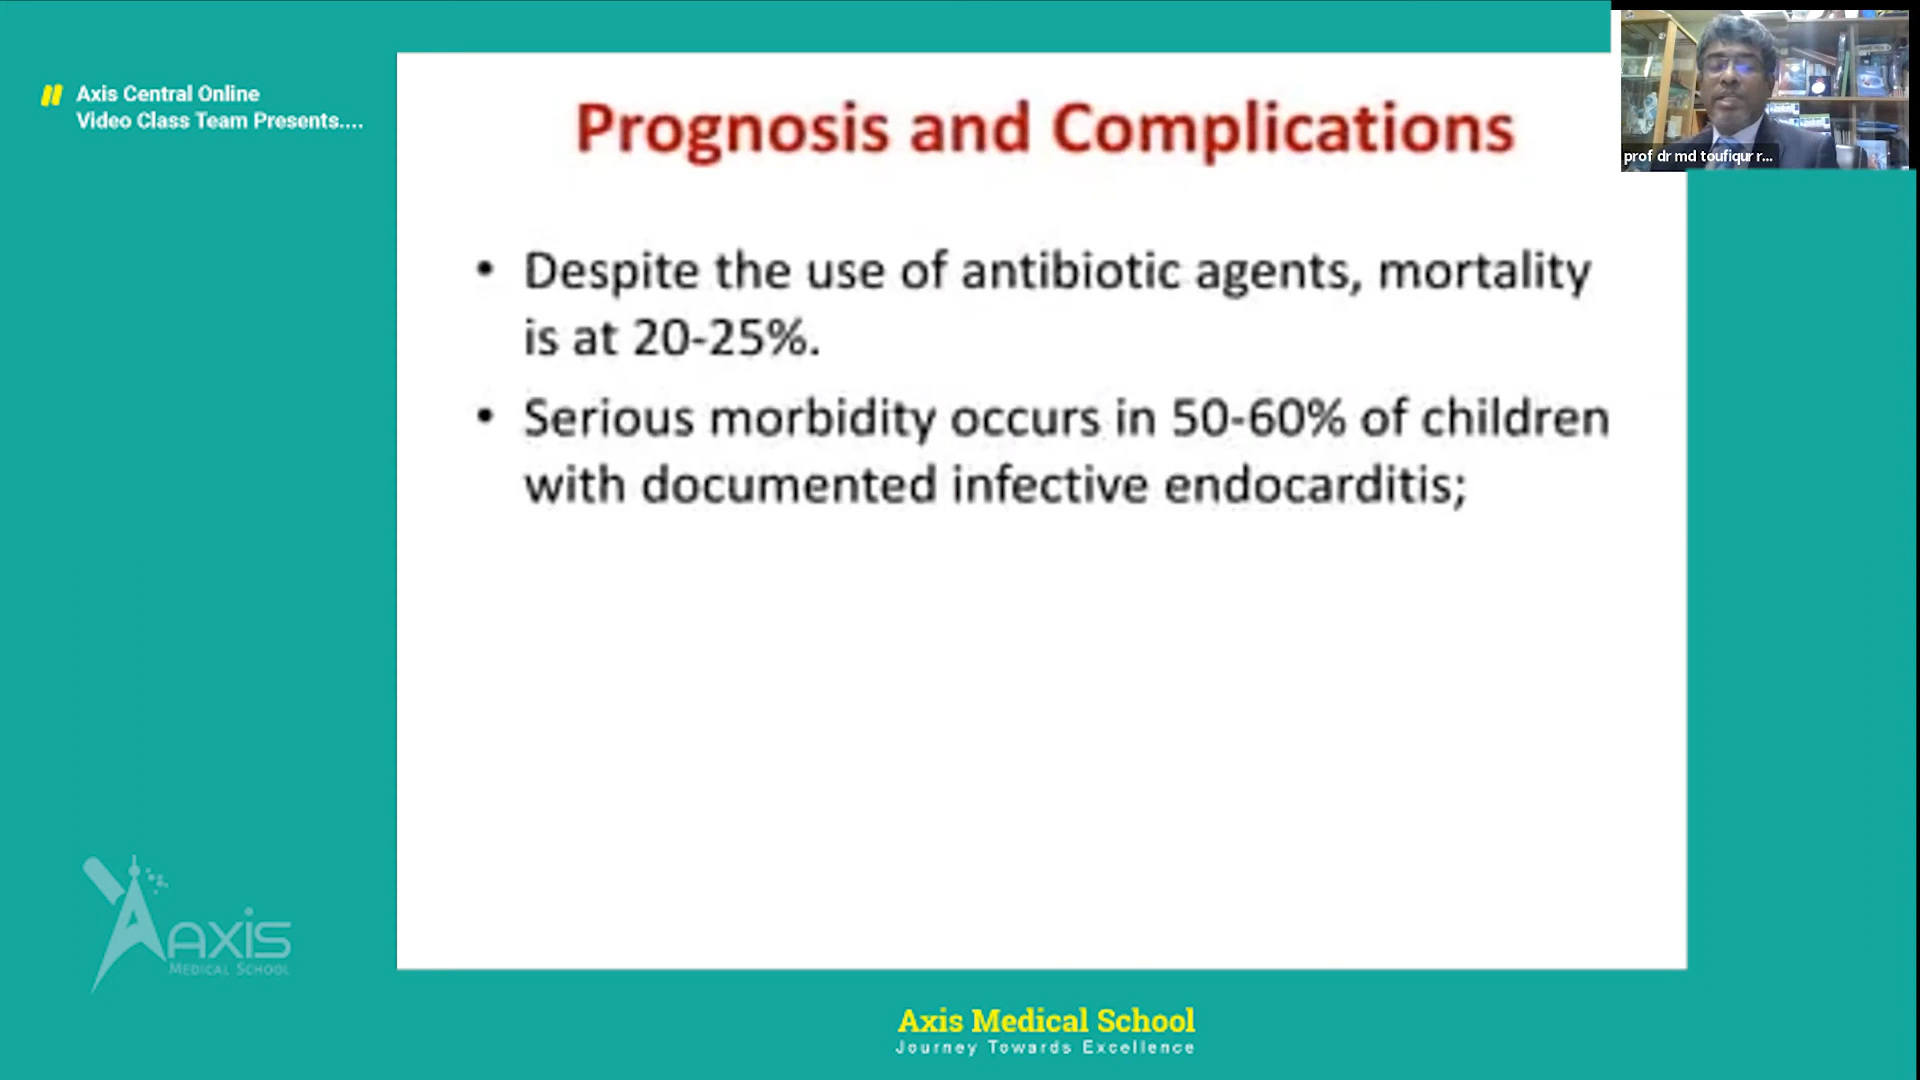 Axis Central Online
Video Class Team Presents....
Prognosis and Complications
• Despite the use of antibiotic agents, mortality
is at 20-25%.
• Serious morbidity occurs in 50-60% of children
with documented infective endocarditis;
prof dr md toufiqur r...
AXIS
MEDICAL SCHOOL
Axis Medical School
Journey Towards Excellence